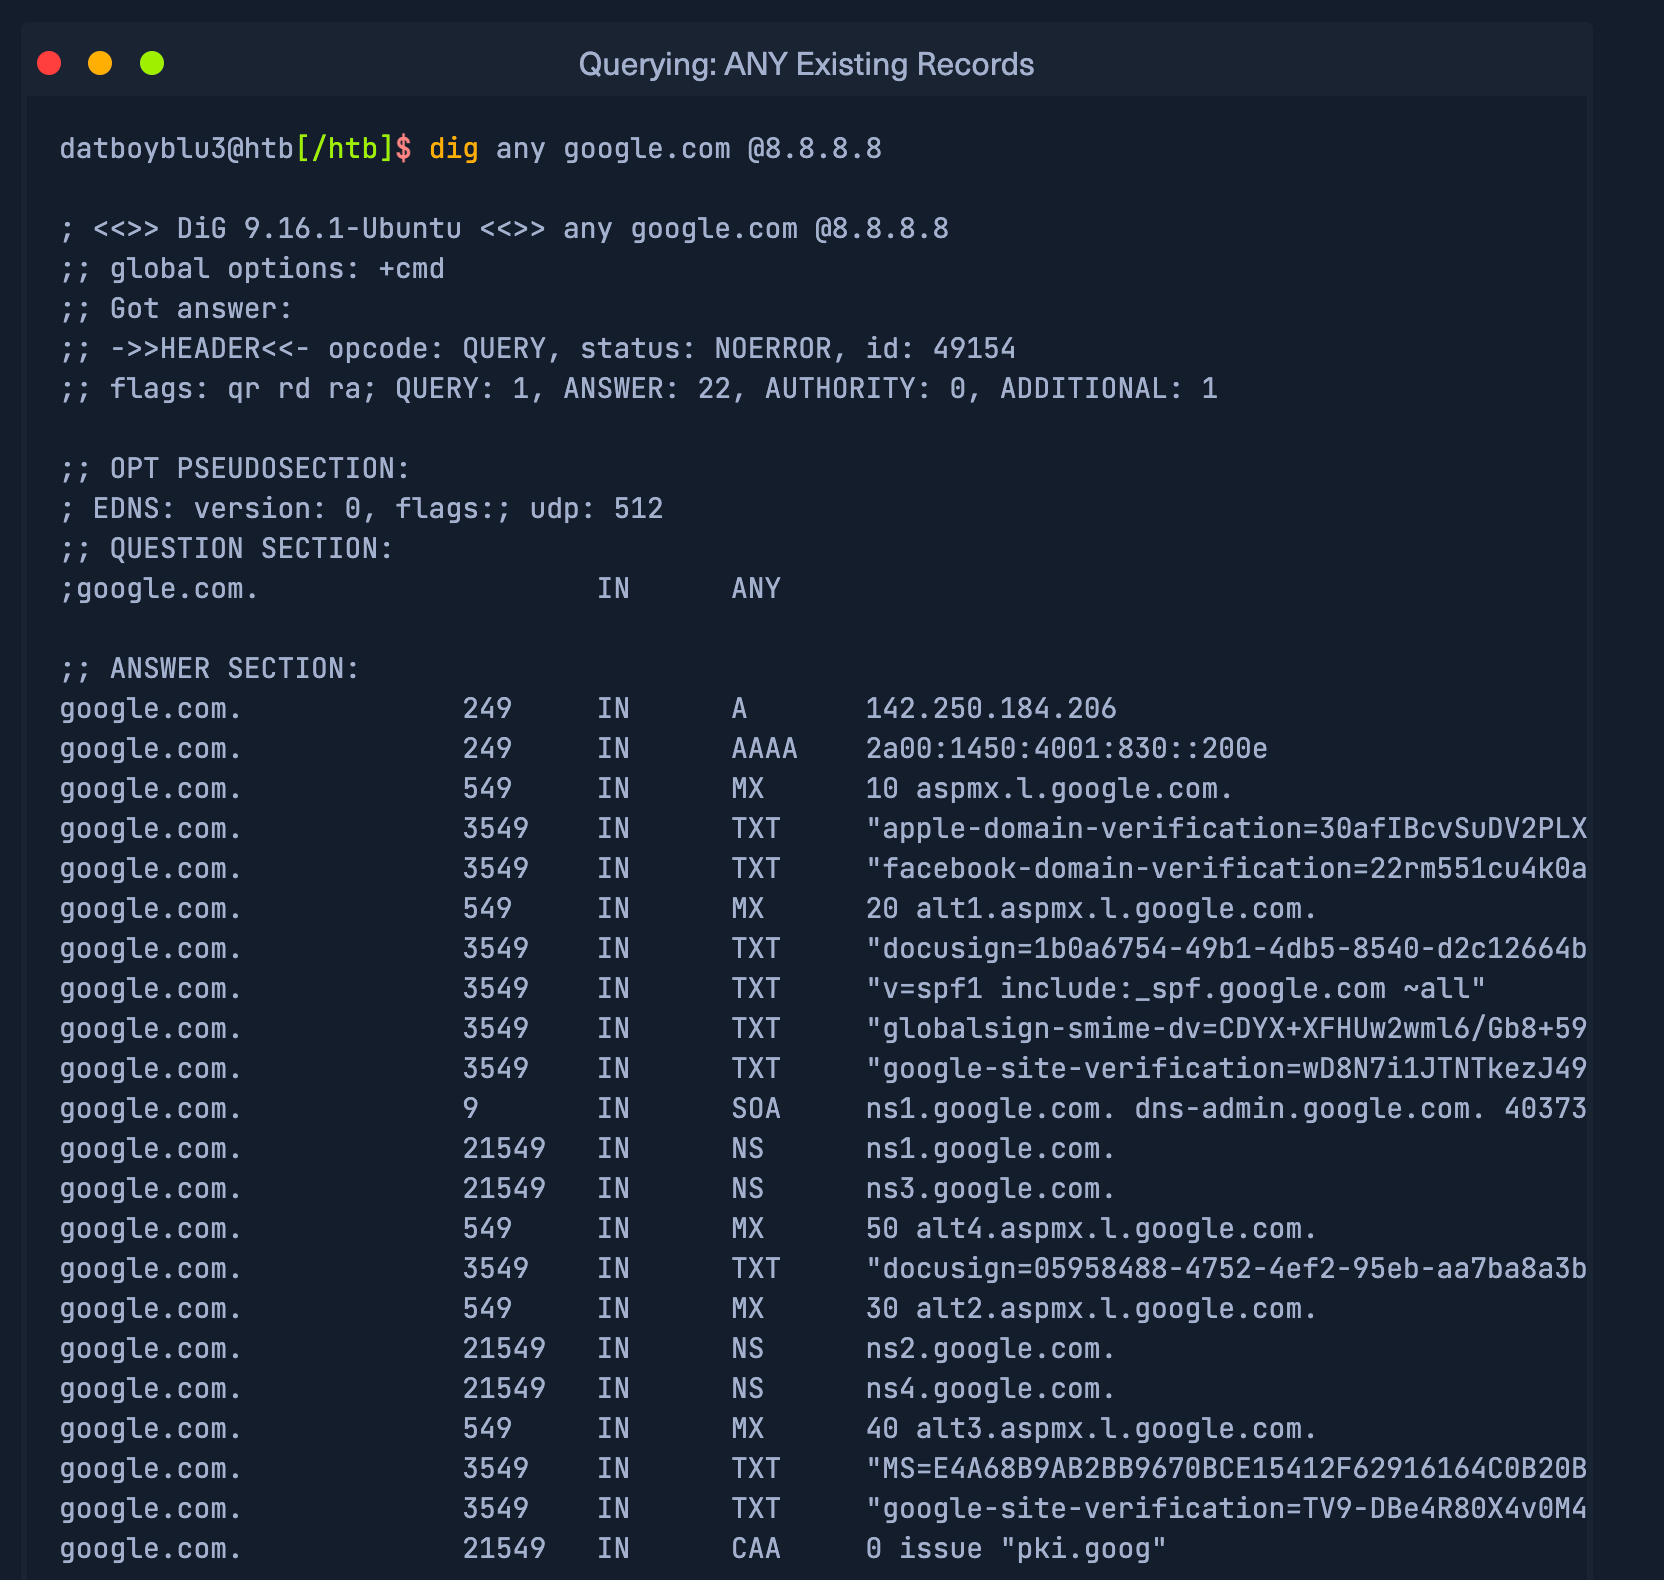 Querying: ANY Existing Records
datboyblu3@htb[/htb]$ dig any google.com @8.8.8.8
; <<>> DiG 9.16.1-Ubuntu <<>> any google.com @8.8.8.8
;; global options: +cmd
;; Got answer:
;; ->>HEADER<<- opcode: QUERY, status: NOERROR, id: 49154
;; flags: qr rd ra; QUERY: 1, ANSWER: 22, AUTHORITY: 0, ADDITIONAL: 1
;; OPT PSEUDOSECTION:
; EDNS: version: 0, flags:; udp: 512
;; QUESTION SECTION:
;google.com. IN ANY
;; ANSWER SECTION:
google.com. 249 IN A 142.250.184.206
google.com. 249 IN AAAA 2a00:1450:4001:830::200e
google.com. 549 IN MX 10 aspmx.l.google.com.
google.com. 3549 IN TXT "apple-domain-verification=30afIBcvSuDV2PLX
google.com. 3549 IN TXT "facebook-domain-verification=22rm551cu4k0a
google.com. 549 IN MX 20 alt1.aspmx.l.google.com.
google.com. 3549 IN TXT "docusign=1b0a6754-49b1-4db5-8540-d2c12664b
google.com. 3549 IN TXT "v=spf1 include:_spf.google.com ~all"
google.com. 3549 IN TXT "globalsign-smime-dv=CDYX+XFHUw2wml6/Gb8+59
google.com. 3549 IN TXT "google-site-verification=wD8N7i1JTNTkezJ49
google.com. 9 IN SOA ns1.google.com. dns-admin.google.com. 40373
google.com. 21549 IN NS ns1.google.com.
google.com. 21549 IN NS ns3.google.com.
google.com. 549 IN MX 50 alt4.aspmx.l.google.com.
google.com. 3549 IN TXT "docusign=05958488-4752-4ef2-95eb-aa7ba8a3b
google.com. 549 IN MX 30 alt2.aspmx.l.google.com.
google.com. 21549 IN NS ns2.google.com.
google.com. 21549 IN NS ns4.google.com.
google.com. 549 IN MX 40 alt3.aspmx.l.google.com.
google.com. 3549 IN TXT "MS=E4A68B9AB2BB9670BCE15412F62916164C0B20B
google.com. 3549 IN TXT "google-site-verification=TV9-DBe4R80X4v0M4
google.com. 21549 IN CAA 0 issue "pki.goog"